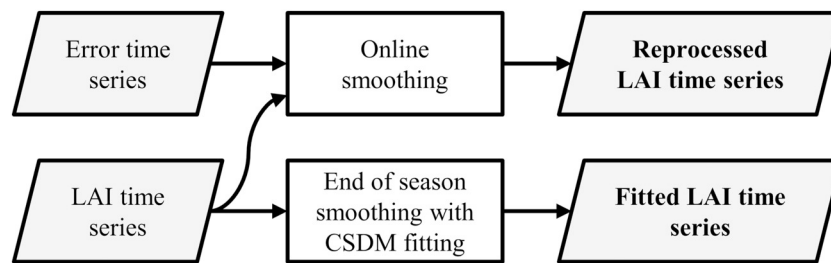 Error time
series
Online
smoothing
Reprocessed
LAI time series
LAI time
series
End of season
smoothing with
CSDM fitting
Fitted LAI time
series